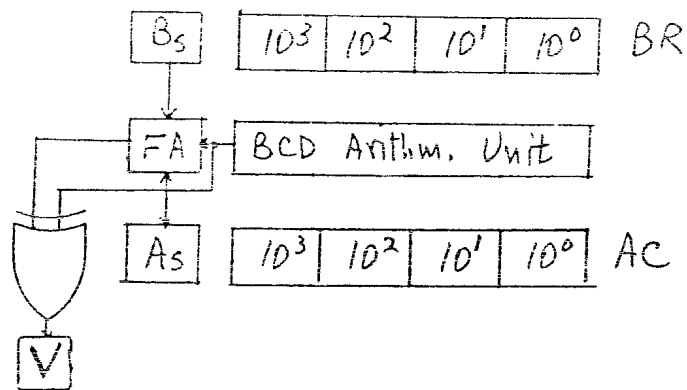 Bs 10³ 10² 10¹ 10⁰ BR
FA BCD Arithm. Unit
As 10³ 10² 10¹ 10⁰ AC
V